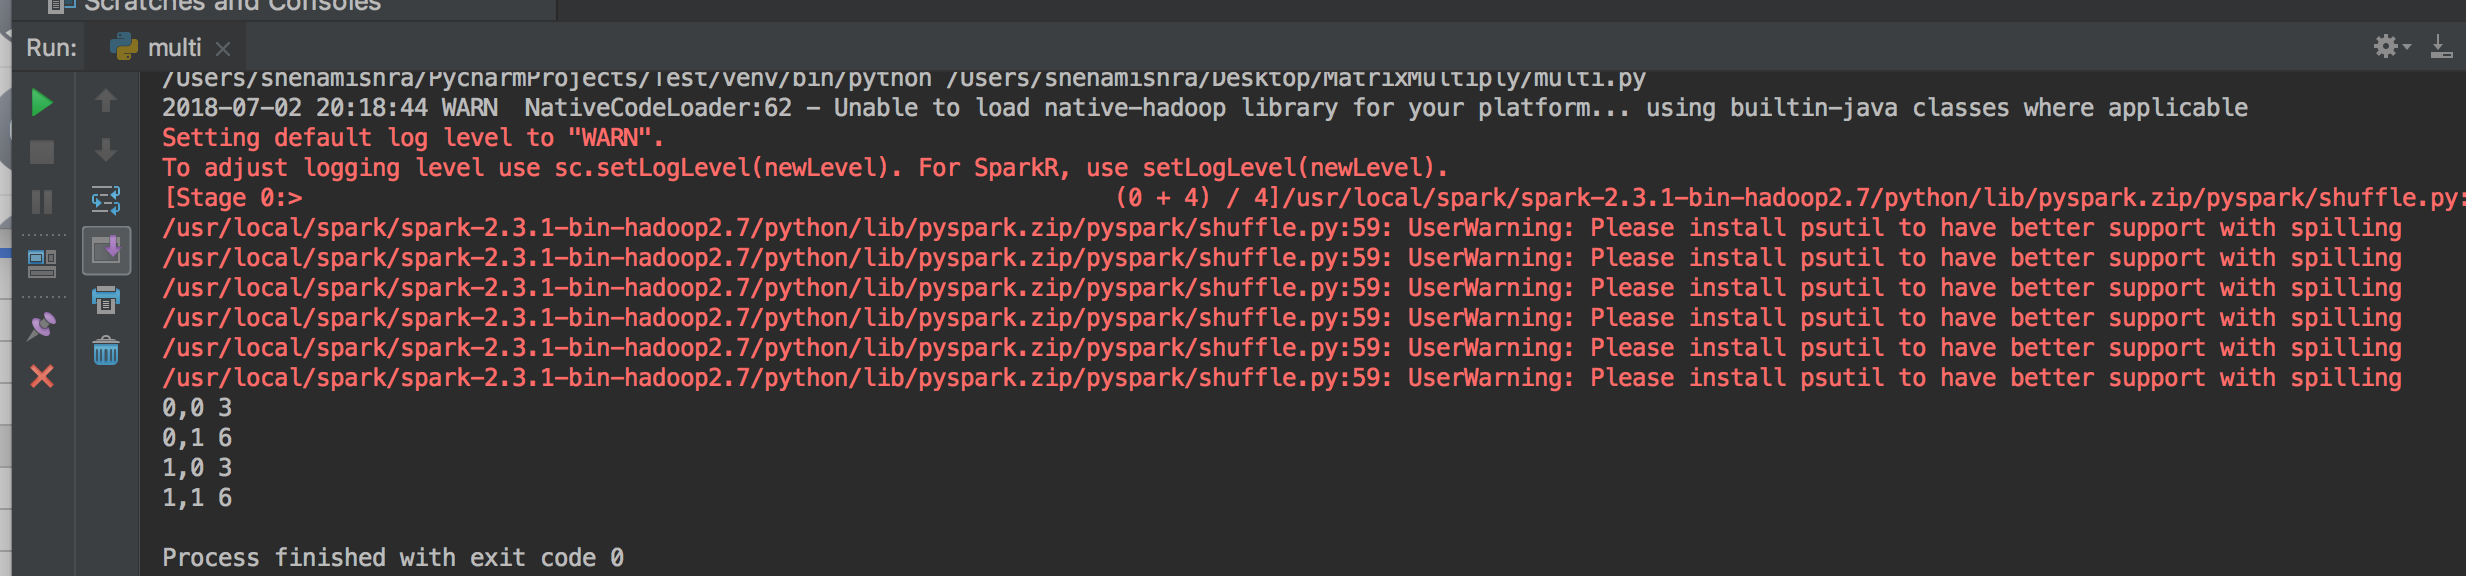 Scratches and Consoles
Run: multi
/Users/snehamishra/PycharmProjects/Test/venv/bin/python /Users/snehamishra/Desktop/MatrixMultiply/multi.py
2018-07-02 20:18:44 WARN  NativeCodeLoader:62 - Unable to load native-hadoop library for your platform... using builtin-java classes where applicable
Setting default log level to "WARN".
To adjust logging level use sc.setLogLevel(newLevel). For SparkR, use setLogLevel(newLevel).
[Stage 0:>                                                          (0 + 4) / 4]/usr/local/spark/spark-2.3.1-bin-hadoop2.7/python/lib/pyspark.zip/pyspark/shuffle.py:
/usr/local/spark/spark-2.3.1-bin-hadoop2.7/python/lib/pyspark.zip/pyspark/shuffle.py:59: UserWarning: Please install psutil to have better support with spilling
/usr/local/spark/spark-2.3.1-bin-hadoop2.7/python/lib/pyspark.zip/pyspark/shuffle.py:59: UserWarning: Please install psutil to have better support with spilling
/usr/local/spark/spark-2.3.1-bin-hadoop2.7/python/lib/pyspark.zip/pyspark/shuffle.py:59: UserWarning: Please install psutil to have better support with spilling
/usr/local/spark/spark-2.3.1-bin-hadoop2.7/python/lib/pyspark.zip/pyspark/shuffle.py:59: UserWarning: Please install psutil to have better support with spilling
/usr/local/spark/spark-2.3.1-bin-hadoop2.7/python/lib/pyspark.zip/pyspark/shuffle.py:59: UserWarning: Please install psutil to have better support with spilling
/usr/local/spark/spark-2.3.1-bin-hadoop2.7/python/lib/pyspark.zip/pyspark/shuffle.py:59: UserWarning: Please install psutil to have better support with spilling
0,0 3
0,1 6
1,0 3
1,1 6
Process finished with exit code 0